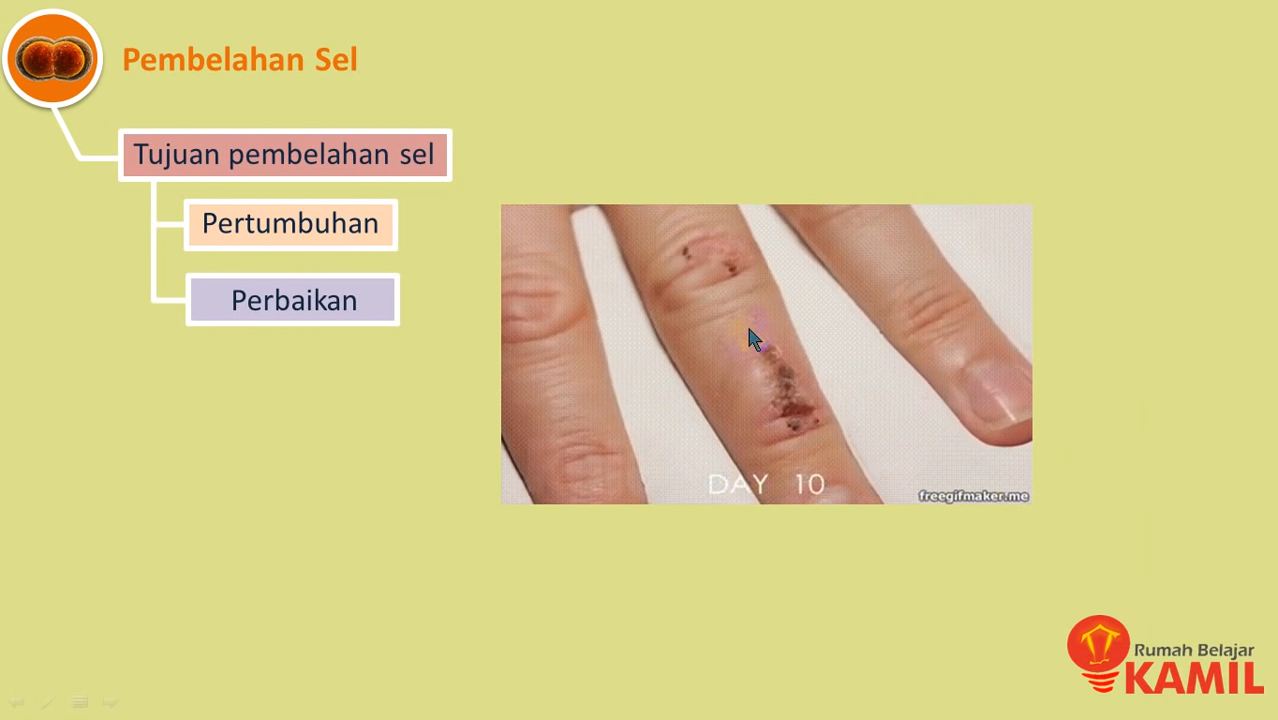 Pembelahan Sel
Tujuan pembelahan sel
Pertumbuhan
Perbaikan
DAY 10
freegifmaker.me
Rumah Belajar
KAMIL